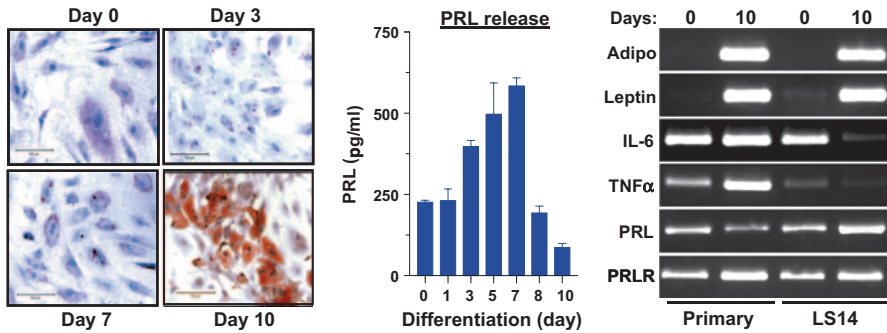 Day 0
Day 3
Day 7
Day 10
PRL release
PRL (pg/ml)
750
500
250
0
0 1 3 5 7 8 10
Differentiation (day)
Days: 0 10 0 10
Adipo
Leptin
IL-6
TNFα
PRL
PRLR
Primary LS14